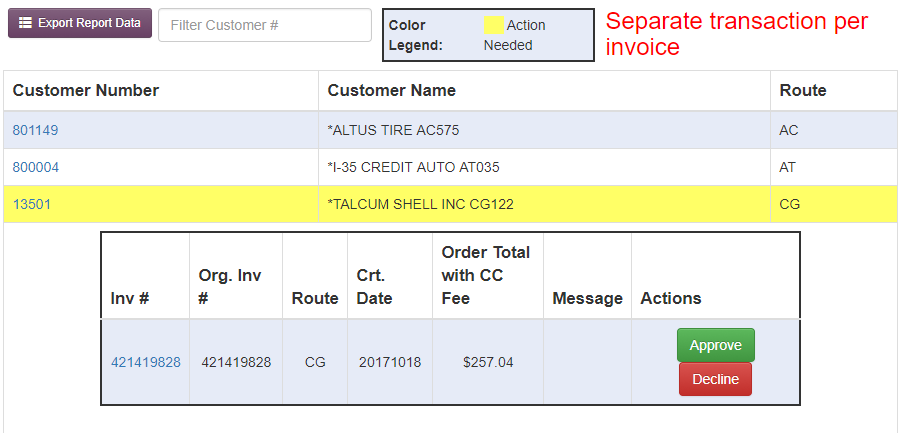 Export Report Data
Filter Customer #
Color Legend:
Action Needed
Separate transaction per
invoice
Customer Number Customer Name Route
801149 *ALTUS TIRE AC575 AC
800004 *I-35 CREDIT AUTO AT035 AT
13501 *TALCUM SHELL INC CG122 CG
Inv # Org. Inv # Route Crt. Date Order Total with CC Fee Message Actions
421419828 421419828 CG 20171018 $257.04
Approve
Decline